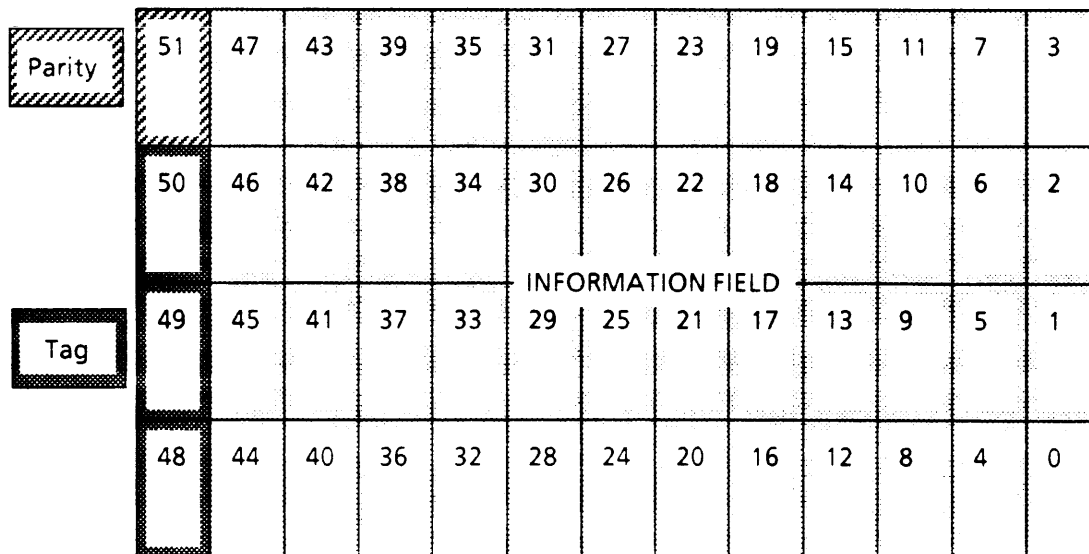 Parity
51 47 43 39 35 31 27 23 19 15 11 7 3
50 46 42 38 34 30 26 22 18 14 10 6 2
INFORMATION FIELD
Tag
49 45 41 37 33 29 25 21 17 13 9 5 1
48 44 40 36 32 28 24 20 16 12 8 4 0